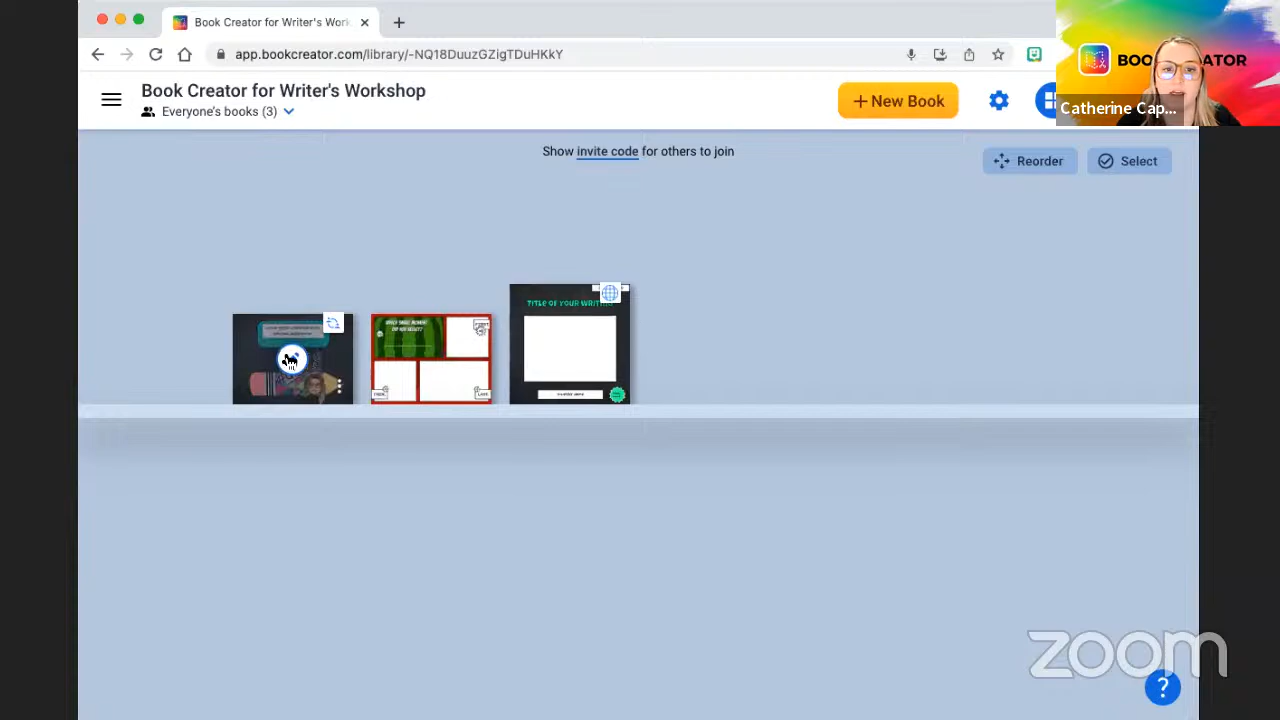 Book Creator for Writer's Work
app.bookcreator.com/library/-NQ18DuuzGZigTDuHKkY
Book Creator for Writer's Workshop
Everyone's books (3)
+ New Book
Catherine Cap...
Show invite code for others to join
Reorder
Select
TITLE OF YOUR WRITING
zoom
?